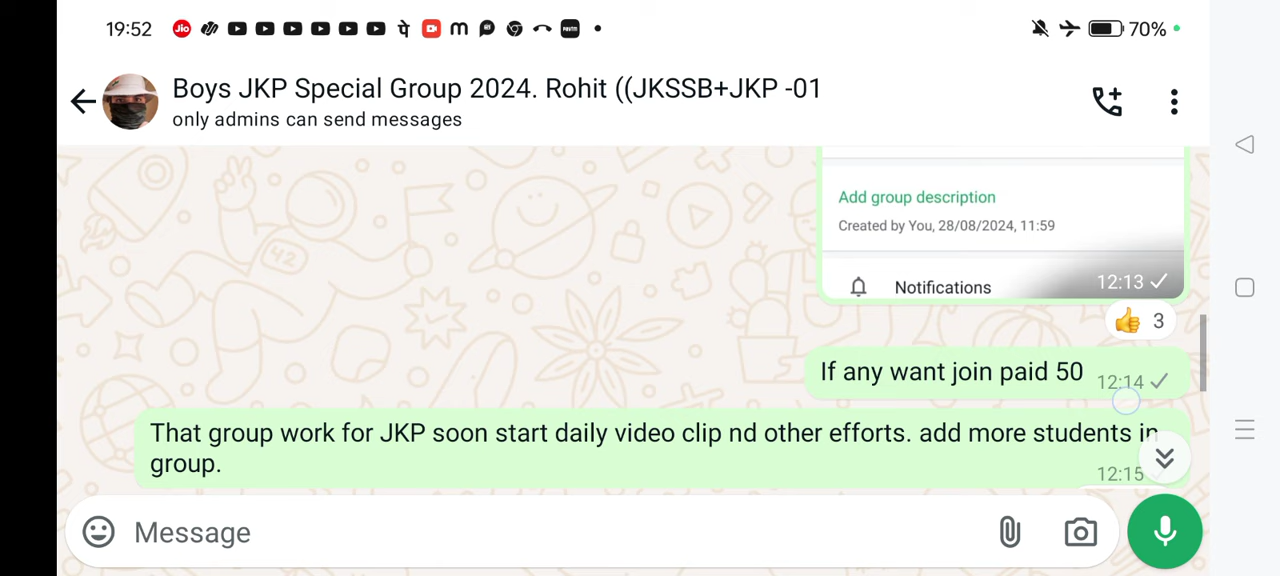 19:52 Jio पे m Paytm 70%
Boys JKP Special Group 2024. Rohit ((JKSSB+JKP -01
only admins can send messages
Add group description
Created by You, 28/08/2024, 11:59
Notifications
12:13
3
If any want join paid 50
12:14
That group work for JKP soon start daily video clip nd other efforts. add more students in
group.
12:15
Message
42